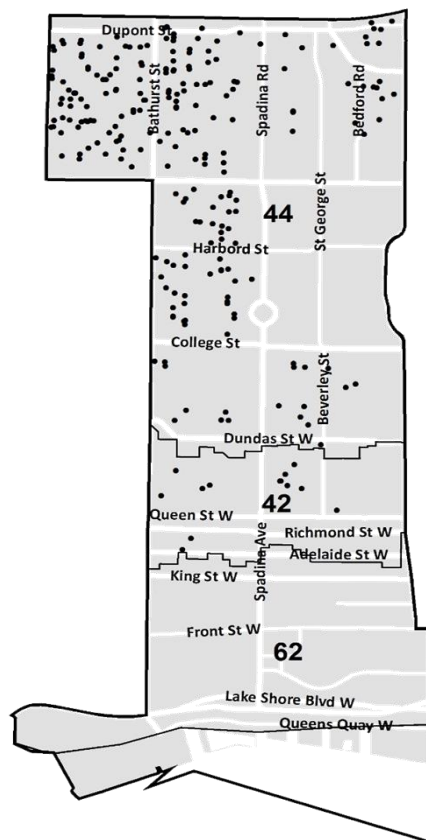 Dupont St
Bathurst St
Spadina Rd
Bedford Rd
St George St
44
Harbord St
College St
Beverley St
Dundas St W
42
Queen St W
Richmond St W
Spadina Ave
Adelaide St W
King St W
Front St W
62
Lake Shore Blvd W
Queens Quay W